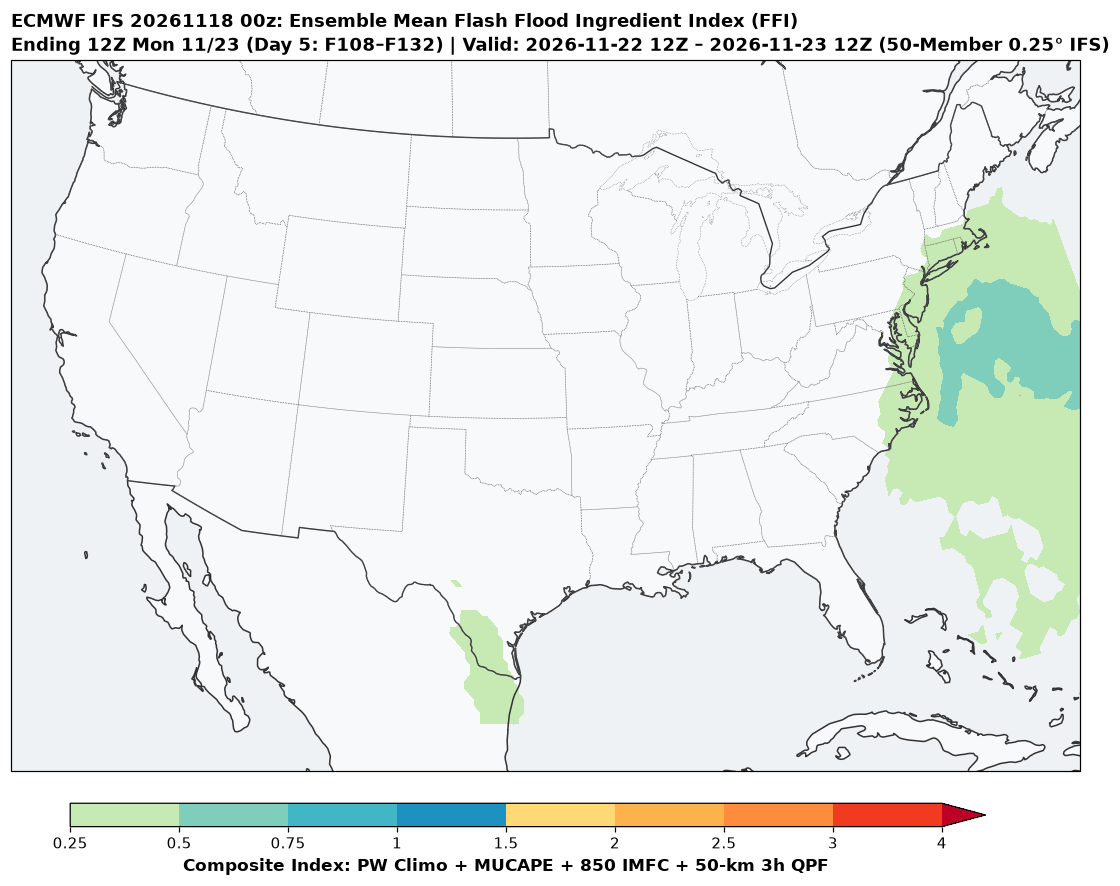 ECMWF IFS 20261118 00z: Ensemble Mean Flash Flood Ingredient Index (FFI)
Ending 12Z Mon 11/23 (Day 5: F108–F132) | Valid: 2026-11-22 12Z – 2026-11-23 12Z (50-Member 0.25° IFS)
0.25 0.5 0.75 1 1.5 2 2.5 3 4
Composite Index: PW Climo + MUCAPE + 850 IMFC + 50-km 3h QPF